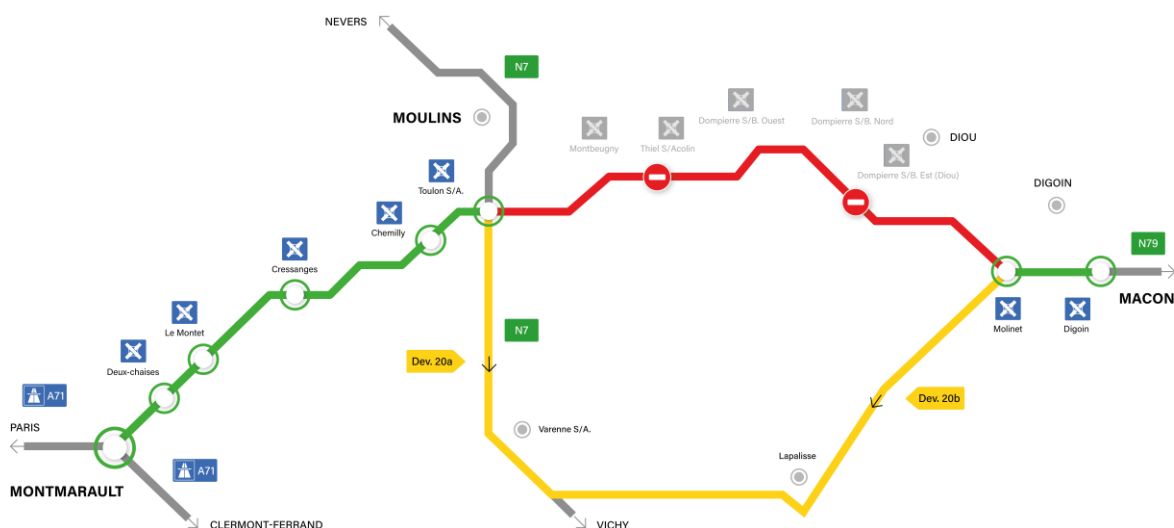 NEVERS
N7
MOULINS
Montbeugny
Thiel S/Acolin
Dompierre S/B. Ouest
Dompierre S/B. Nord
DIOU
Dompierre S/B. Est (Diou)
Toulon S/A.
DIGOIN
Chemilly
N79
Cressanges
MACON
Le Montet
Molinet
Digoin
N7
Deux-chaises
Dev. 20a
A71
Dev. 20b
PARIS
Varenne S/A.
Lapalisse
A71
MONTMARAULT
CLERMONT-FERRAND
VICHY